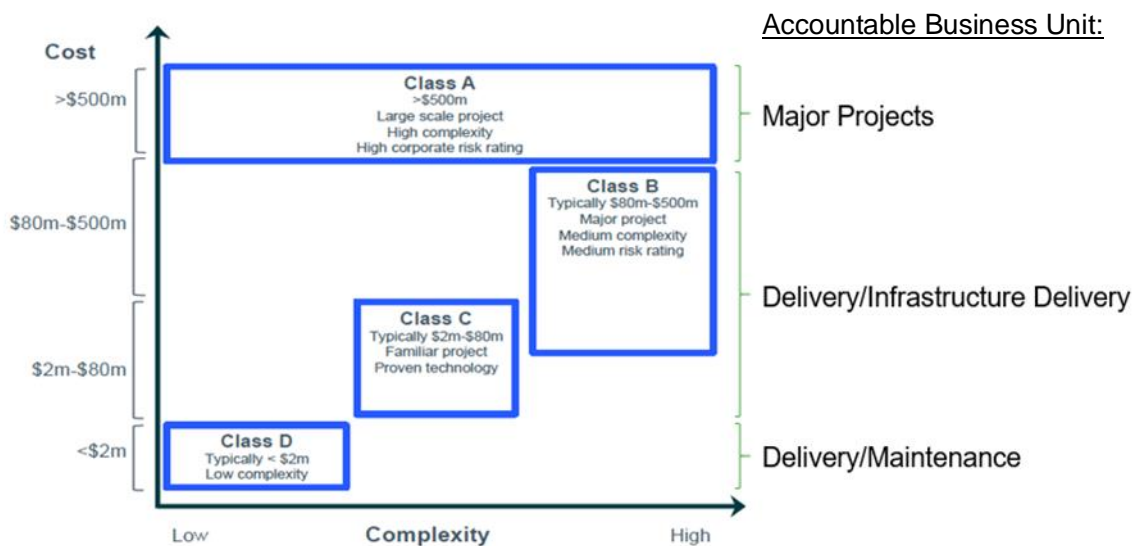 Accountable Business Unit:
Cost
>$500m
Class A
>$500m
Large scale project
High complexity
High corporate risk rating
Major Projects
$80m-$500m
Class B
Typically $80m-$500m
Major project
Medium complexity
Medium risk rating
Delivery/Infrastructure Delivery
$2m-$80m
Class C
Typically $2m-$80m
Familiar project
Proven technology
<$2m
Class D
Typically < $2m
Low complexity
Delivery/Maintenance
Low
Complexity
High